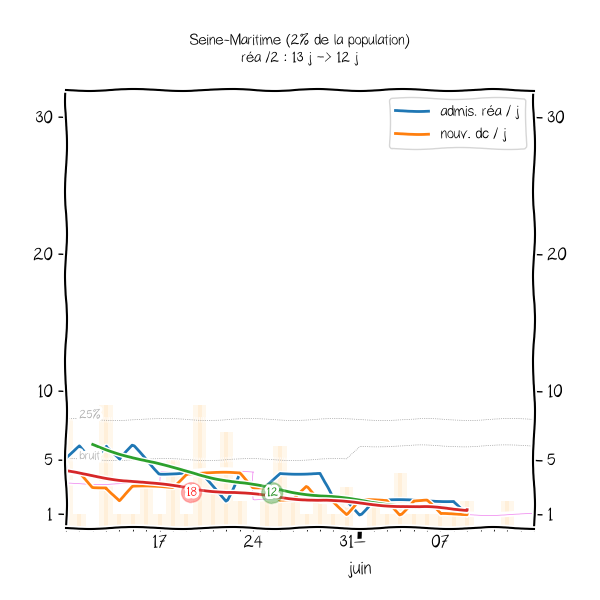 Seine-Maritime (2% de la population)
réa /2 : 13 j -> 12 j
admis. réa / j
nouv. dc / j
30
30
20
20
10
10
25%
bruit
5
5
18
12
1
1
17
24
31
07
juin